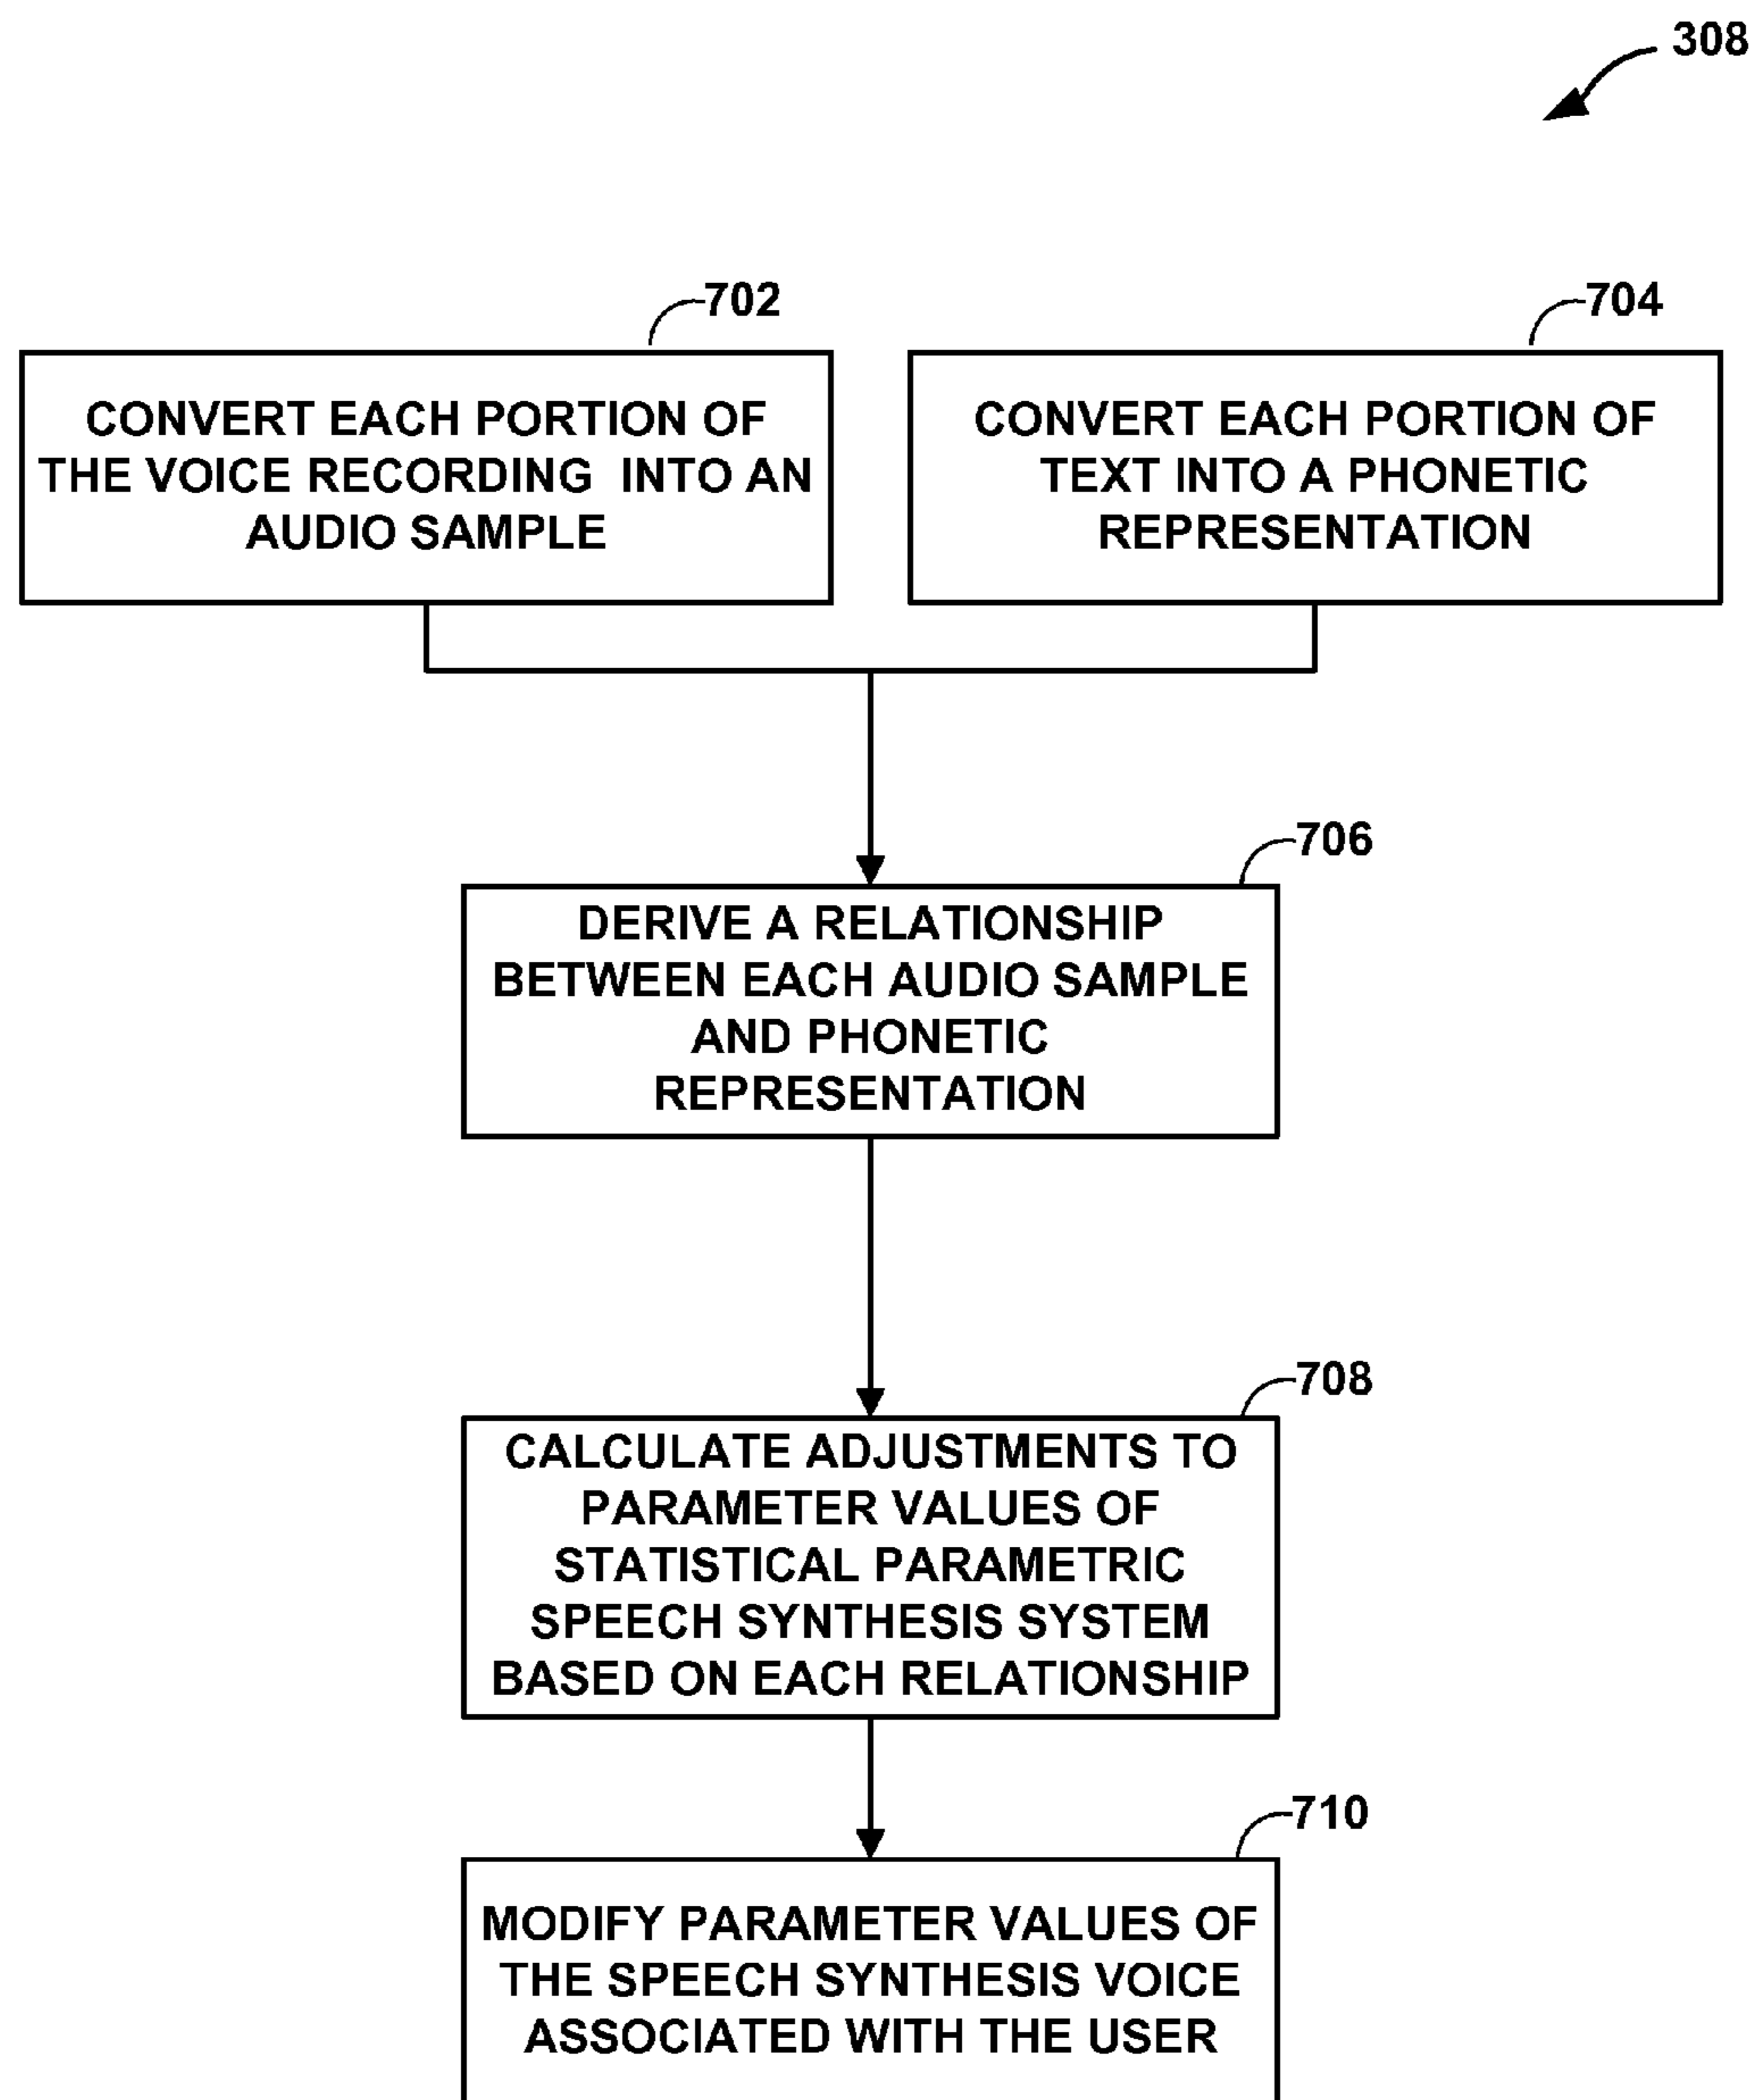 308
702
CONVERT EACH PORTION OF
THE VOICE RECORDING INTO AN
AUDIO SAMPLE
704
CONVERT EACH PORTION OF
TEXT INTO A PHONETIC
REPRESENTATION
706
DERIVE A RELATIONSHIP
BETWEEN EACH AUDIO SAMPLE
AND PHONETIC
REPRESENTATION
708
CALCULATE ADJUSTMENTS TO
PARAMETER VALUES OF
STATISTICAL PARAMETRIC
SPEECH SYNTHESIS SYSTEM
BASED ON EACH RELATIONSHIP
710
MODIFY PARAMETER VALUES OF
THE SPEECH SYNTHESIS VOICE
ASSOCIATED WITH THE USER